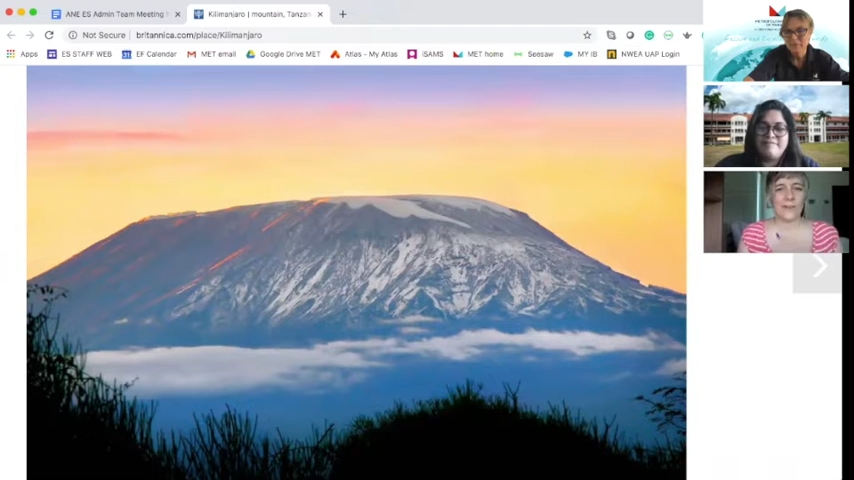 ANE ES Admin Team Meeting
Kilimanjaro | mountain, Tanzan
Not Secure
britannica.com/place/Kilimanjaro
Apps
ES STAFF WEB
EF Calendar
MET email
Google Drive MET
Atlas - My Atlas
iSAMS
MET home
Seesaw
MY IB
NWEA UAP Login